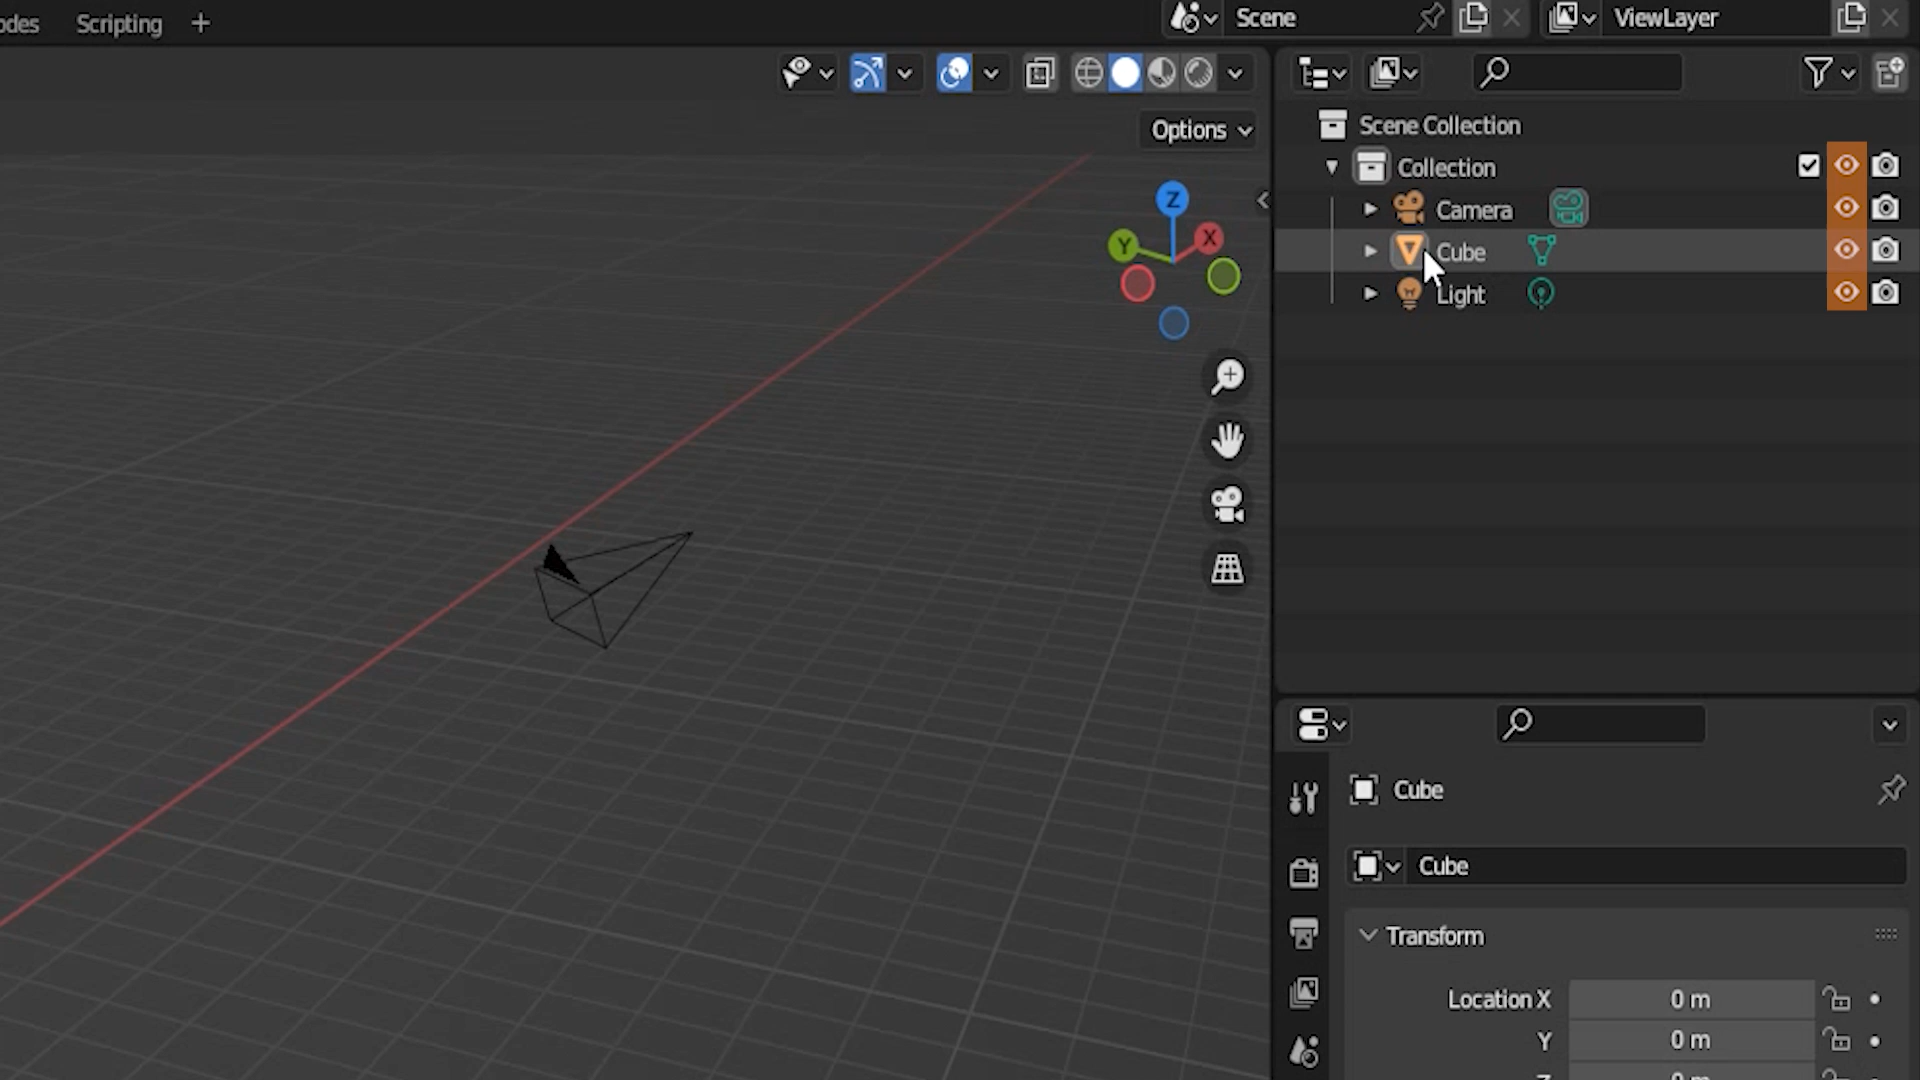 odes Scripting + Scene ViewLayer
Options
Scene Collection
Collection
Camera
Cube
Light
Z
Y X
Cube
Cube
Transform
Location X 0 m
Y 0 m